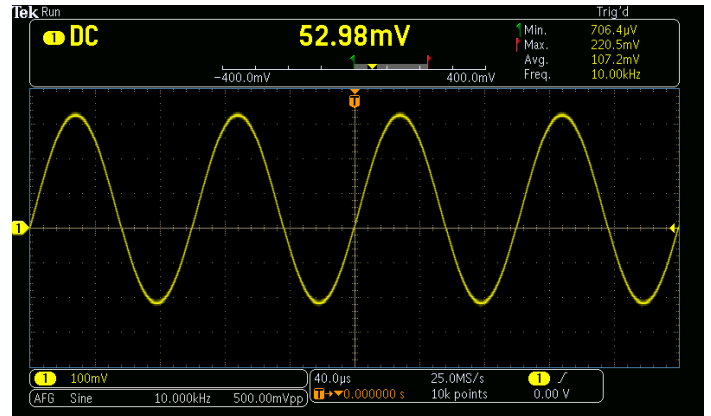 Tek Run Trig'd
1 DC 52.98mV
Min. 706.4µV
Max. 220.5mV
Avg. 107.2mV
Freq. 10.00kHz
-400.0mV 400.0mV
T
1
1 100mV
40.0µs 25.0MS/s 1
T→▼0.000000 s 10k points 0.00 V
AFG Sine 10.000kHz 500.00mVpp